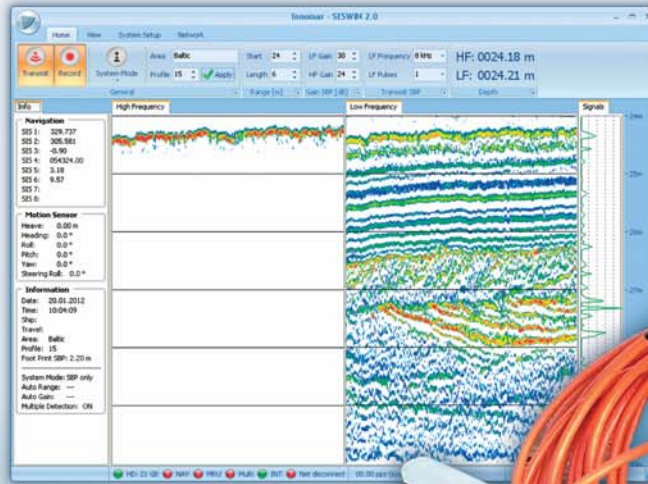 Innomar - SESWIN 2.0
Home View System Setup Network
Transmit Record System-Mode
Area Baltic Start 24 LF Gain 30 LF Frequency 8 kHz HF: 0024.18 m
Profile 15 Apply Length 6 HF Gain 24 LF Pulses 1 LF: 0024.21 m
General Range [m] Gain SBP [dB] Transmit SBP Depth
Info High Frequency Low Frequency Signals
Navigation
SIS 1: 329.737
SIS 2: 305.581
SIS 3: -0.90
SIS 4: 054324.00
SIS 5: 3.18
SIS 6: 9.57
SIS 7:
SIS 8:
Motion Sensor
Heave: 0.00 m
Heading: 0.0 °
Roll: 0.0 °
Pitch: 0.0 °
Yaw: 0.0 °
Steering Roll: 0.0 °
Information
Date: 20.01.2012
Time: 10:04:09
Ship:
Travel:
Area: Baltic
Profile: 15
Foot Print SBP: 2.20 m
System Mode: SBP only
Auto Range: ---
Auto Gain: ---
Multiple Detection: ON
24m
25m
26m
27m
HD: 21 GB NAV MRU Multi INT Net disconnect